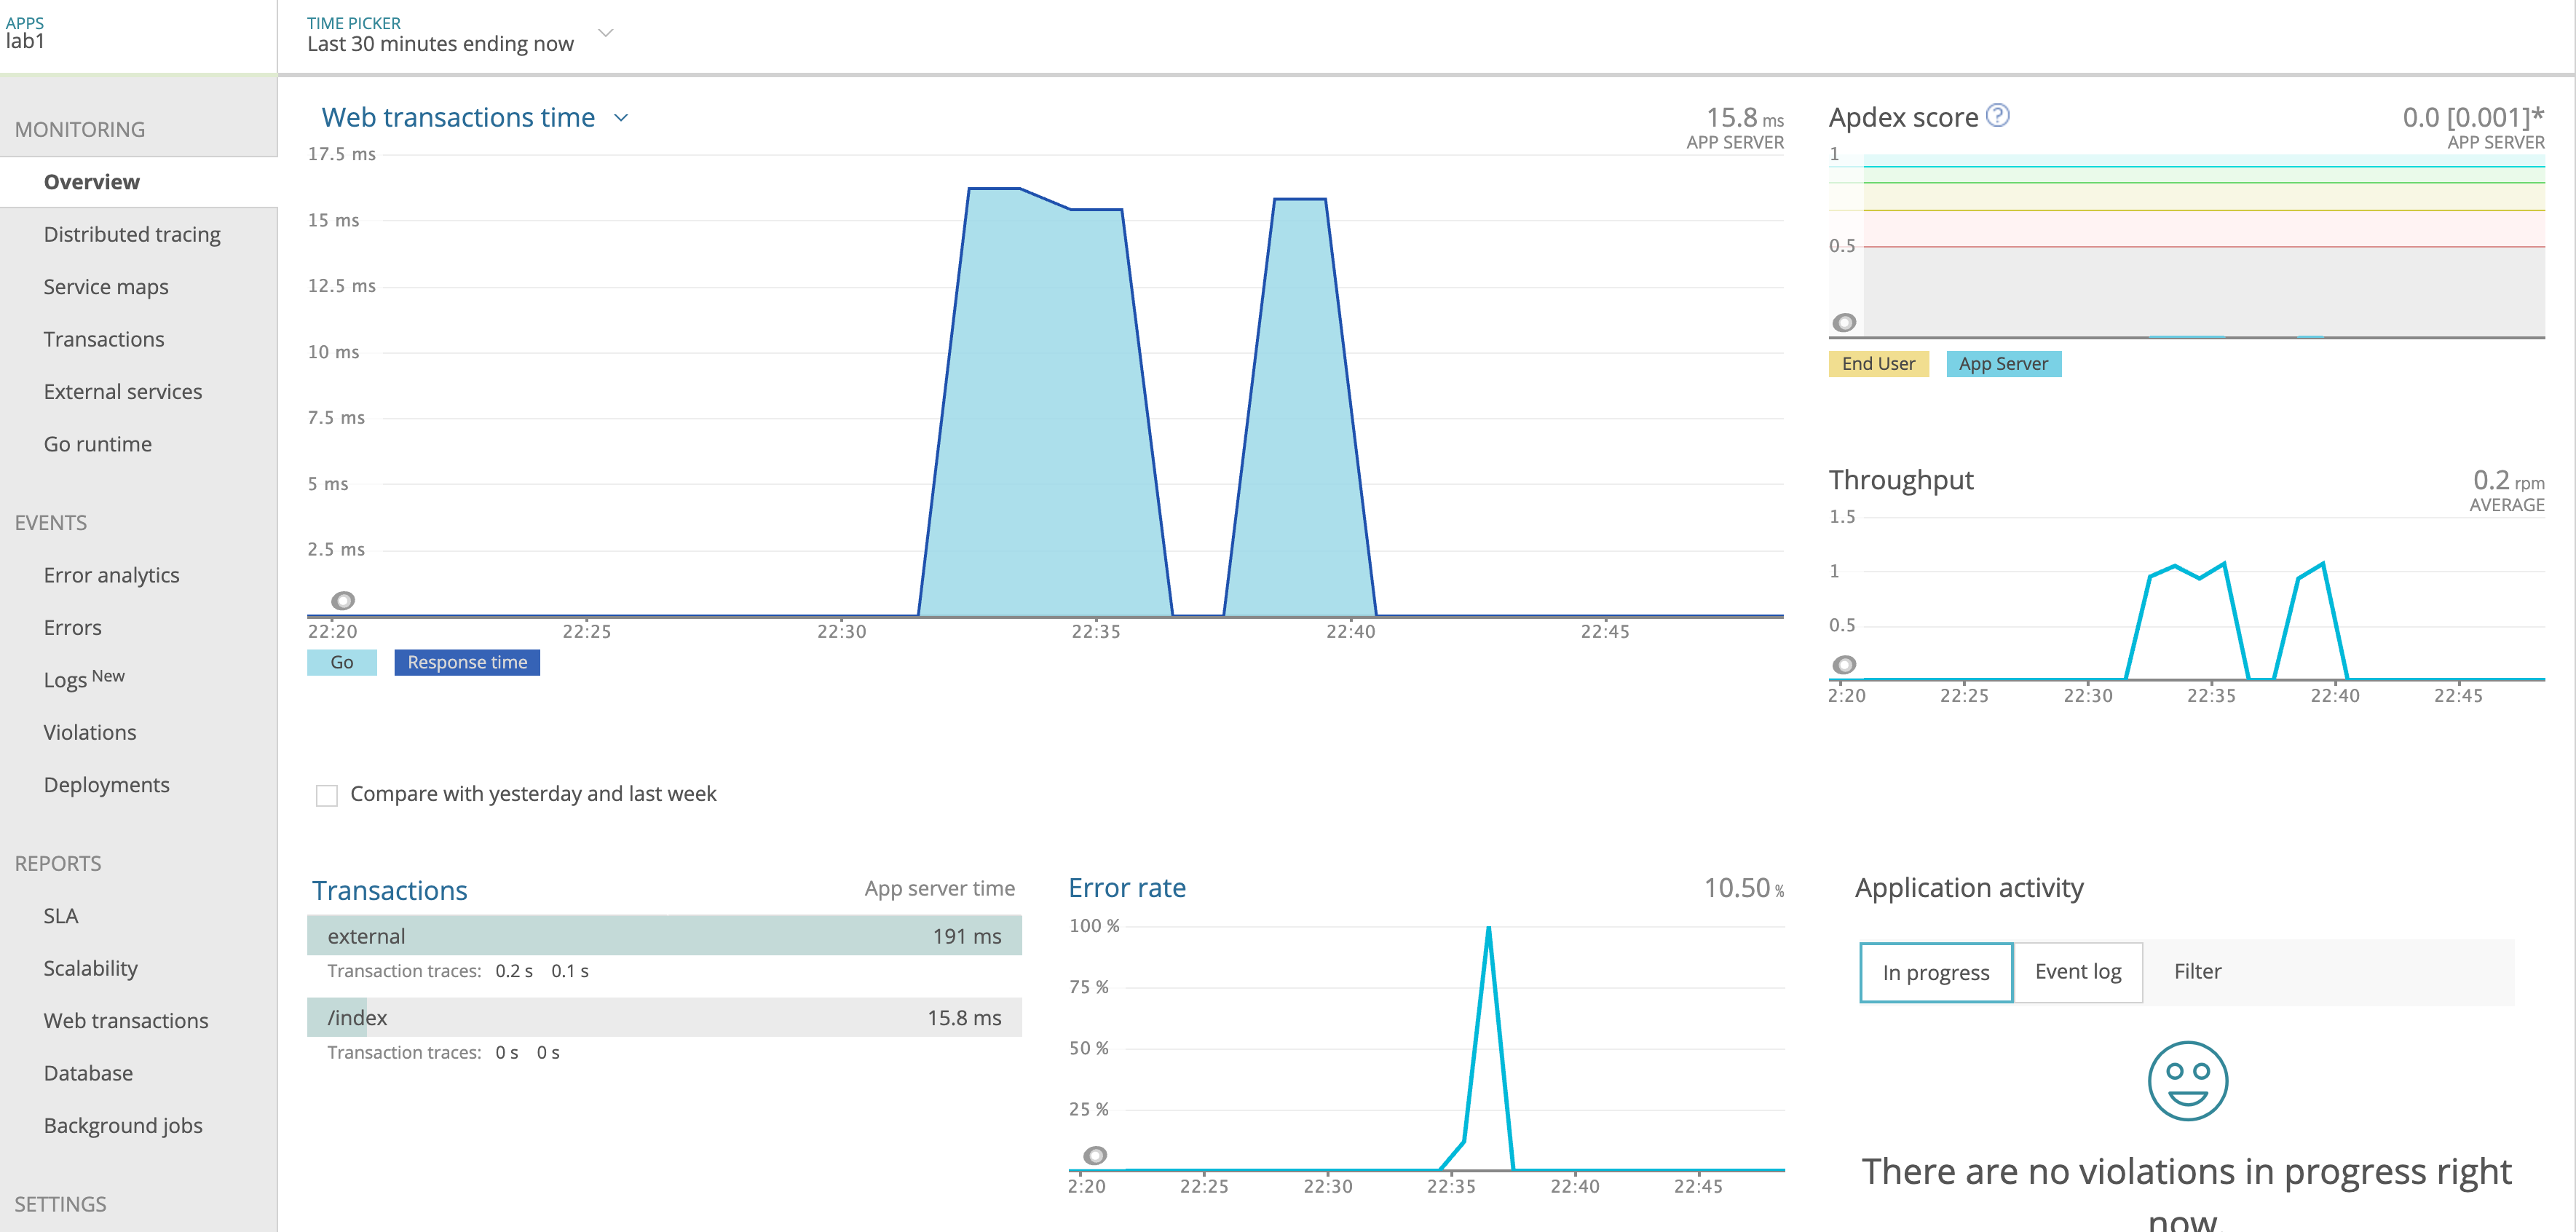 APPS
lab1
TIME PICKER
Last 30 minutes ending now
MONITORING
Overview
Distributed tracing
Service maps
Transactions
External services
Go runtime
EVENTS
Error analytics
Errors
Logs New
Violations
Deployments
REPORTS
SLA
Scalability
Web transactions
Database
Background jobs
SETTINGS
Web transactions time
15.8 ms
APP SERVER
17.5 ms
15 ms
12.5 ms
10 ms
7.5 ms
5 ms
2.5 ms
22:20 22:25 22:30 22:35 22:40 22:45
Go Response time
Compare with yesterday and last week
Apdex score ?
0.0 [0.001]*
APP SERVER
1
0.5
End User App Server
Throughput
0.2 rpm
AVERAGE
1.5
1
0.5
2:20 22:25 22:30 22:35 22:40 22:45
Transactions App server time
external 191 ms
Transaction traces: 0.2 s 0.1 s
/index 15.8 ms
Transaction traces: 0 s 0 s
Error rate 10.50 %
100 %
75 %
50 %
25 %
2:20 22:25 22:30 22:35 22:40 22:45
Application activity
In progress Event log Filter
There are no violations in progress right
now.